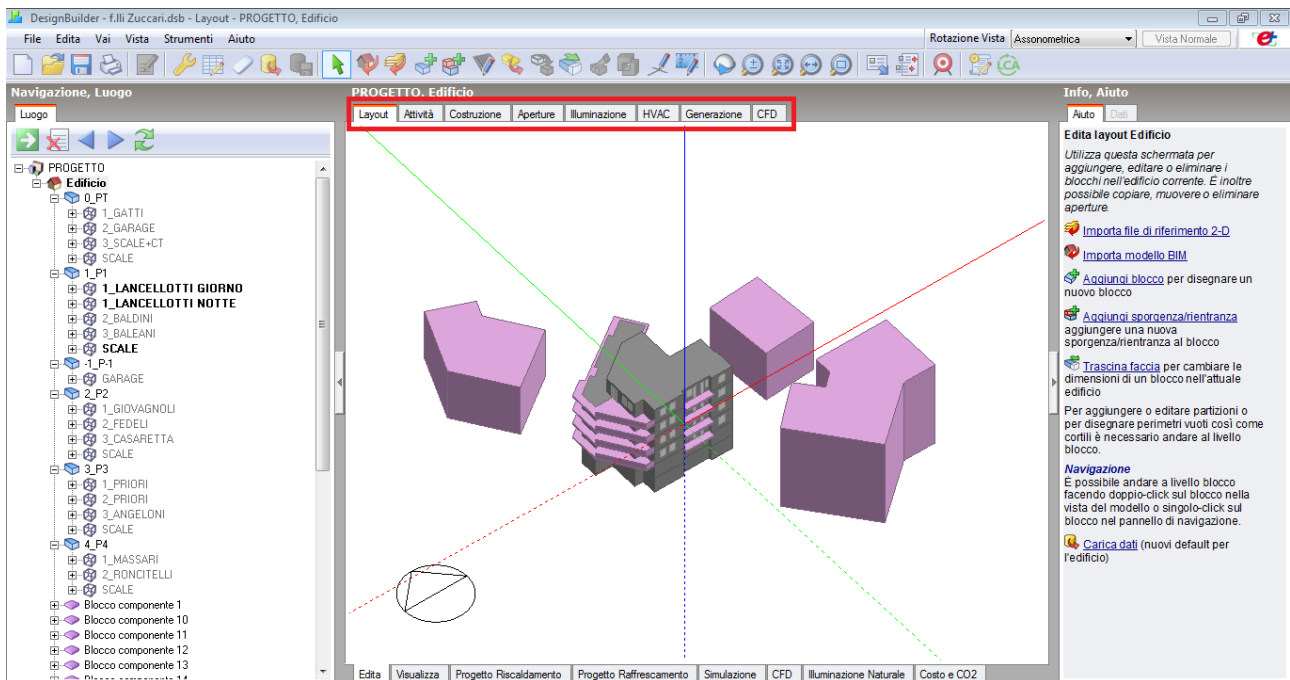 DesignBuilder - f.lli Zuccari.dsb - Layout - PROGETTO, Edificio
File Edita Vai Vista Strumenti Aiuto
Rotazione Vista Assonometrica Vista Normale
Navigazione, Luogo
Luogo
PROGETTO
Edificio
0_PT
1_GATTI
2_GARAGE
3_SCALE+CT
SCALE
1_P1
1_LANCELLOTTI GIORNO
1_LANCELLOTTI NOTTE
2_BALDINI
3_BALEANI
SCALE
-1_P-1
GARAGE
2_P2
1_GIOVAGNOLI
2_FEDELI
3_CASARETTA
SCALE
3_P3
1_PRIORI
2_PRIORI
3_ANGELONI
SCALE
4_P4
1_MASSARI
2_RONCITELLI
SCALE
Blocco componente 1
Blocco componente 10
Blocco componente 11
Blocco componente 12
Blocco componente 13
Blocco componente 14
PROGETTO, Edificio
Layout Attività Costruzione Aperture Illuminazione HVAC Generazione CFD
Edita Visualizza Progetto Riscaldamento Progetto Raffrescamento Simulazione CFD Illuminazione Naturale Costo e CO2
Info, Aiuto
Aiuto Dati
Edita layout Edificio
Utilizza questa schermata per
aggiungere, editare o eliminare i
blocchi nell'edificio corrente. É inoltre
possibile copiare, muovere o eliminare
aperture.
Importa file di riferimento 2-D
Importa modello BIM
Aggiungi blocco per disegnare un
nuovo blocco
Aggiungi sporgenza/rientranza
aggiungere una nuova
sporgenza/rientranza al blocco
Trascina faccia per cambiare le
dimensioni di un blocco nell'attuale
edificio
Per aggiungere o editare partizioni o
per disegnare perimetri vuoti così come
cortili è necessario andare al livello
blocco.
Navigazione
É possibile andare a livello blocco
facendo doppio-click sul blocco nella
vista del modello o singolo-click sul
blocco nel pannello di navigazione.
Carica dati (nuovi default per
l'edificio)